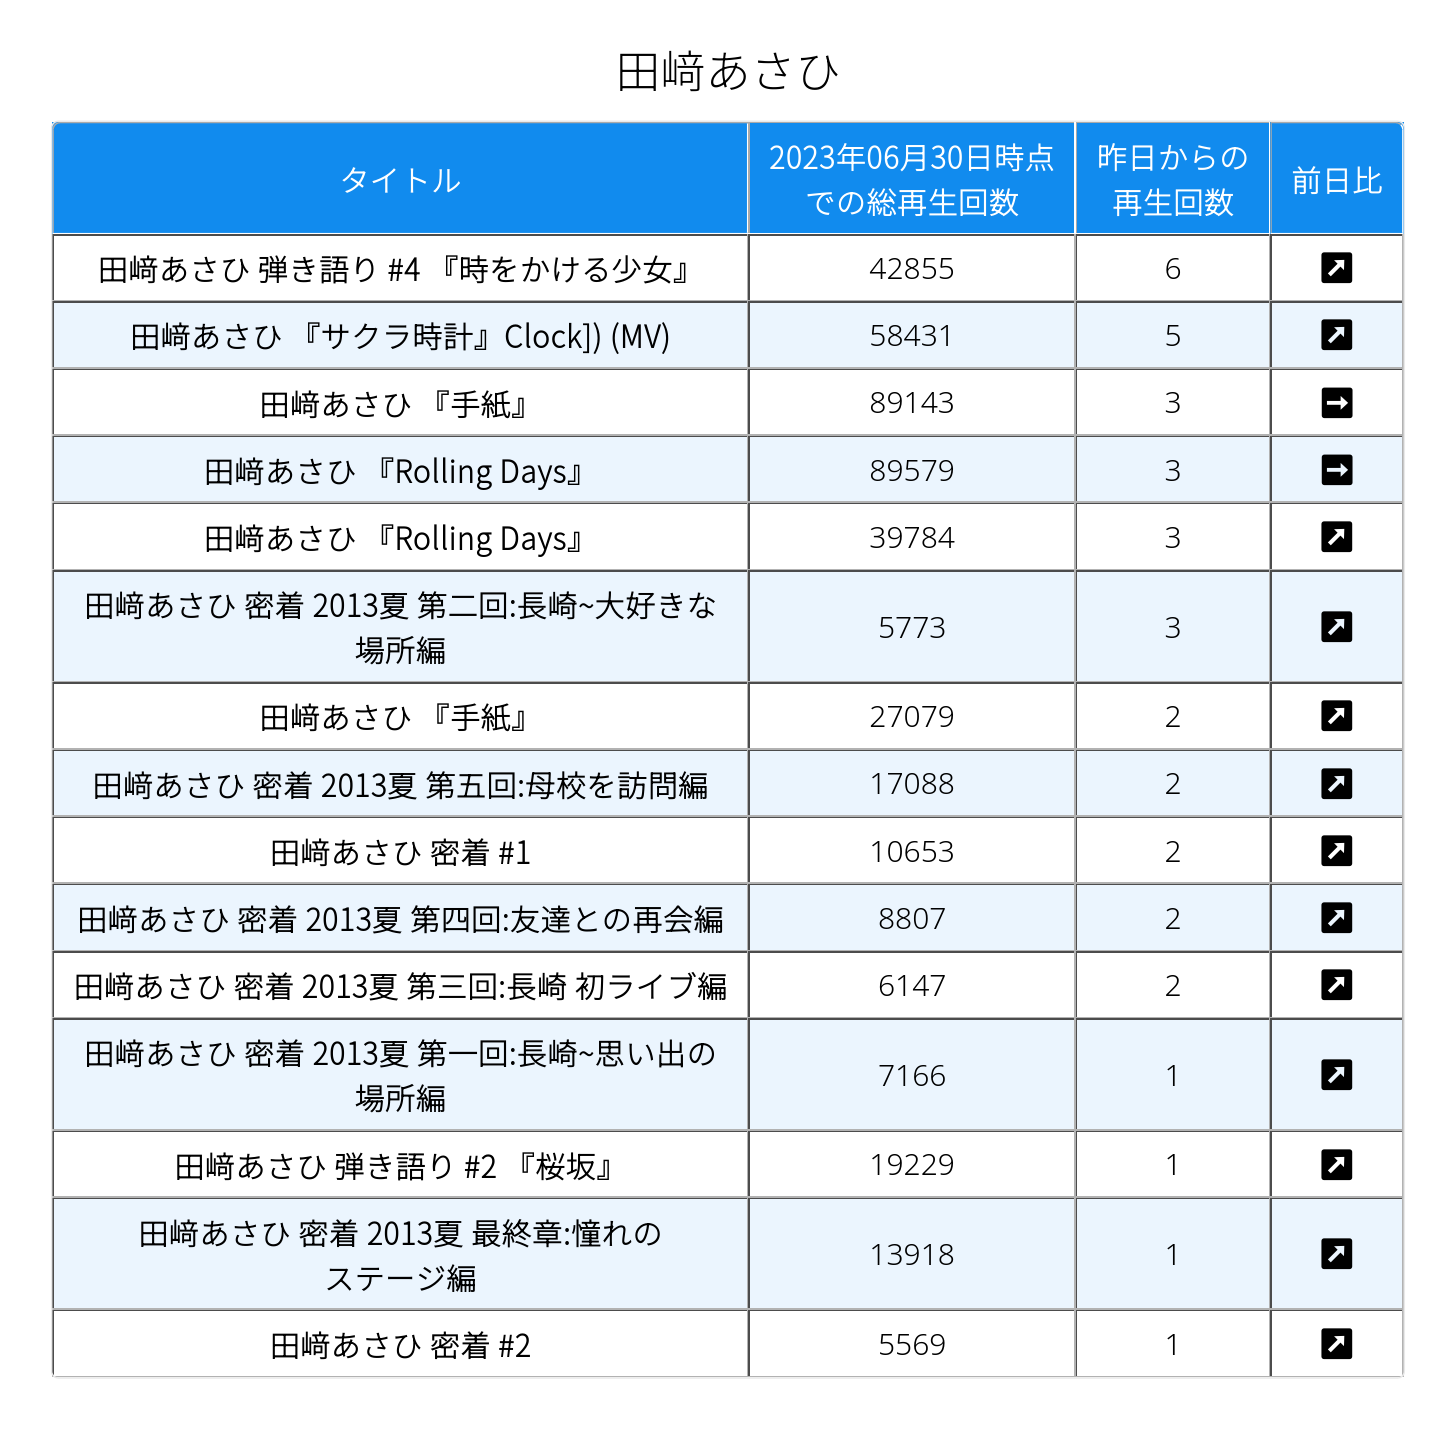 田﨑あさひ
タイトル
2023年06月30日時点
での総再生回数
昨日からの
再生回数
前日比
田﨑あさひ 弾き語り #4 『時をかける少女』 42855 6
田﨑あさひ 『サクラ時計』Clock]) (MV) 58431 5
田﨑あさひ 『手紙』 89143 3
田﨑あさひ 『Rolling Days』 89579 3
田﨑あさひ 『Rolling Days』 39784 3
田﨑あさひ 密着 2013夏 第二回:長崎~大好きな
場所編 5773 3
田﨑あさひ 『手紙』 27079 2
田﨑あさひ 密着 2013夏 第五回:母校を訪問編 17088 2
田﨑あさひ 密着 #1 10653 2
田﨑あさひ 密着 2013夏 第四回:友達との再会編 8807 2
田﨑あさひ 密着 2013夏 第三回:長崎 初ライブ編 6147 2
田﨑あさひ 密着 2013夏 第一回:長崎~思い出の
場所編 7166 1
田﨑あさひ 弾き語り #2 『桜坂』 19229 1
田﨑あさひ 密着 2013夏 最終章:憧れの
ステージ編 13918 1
田﨑あさひ 密着 #2 5569 1